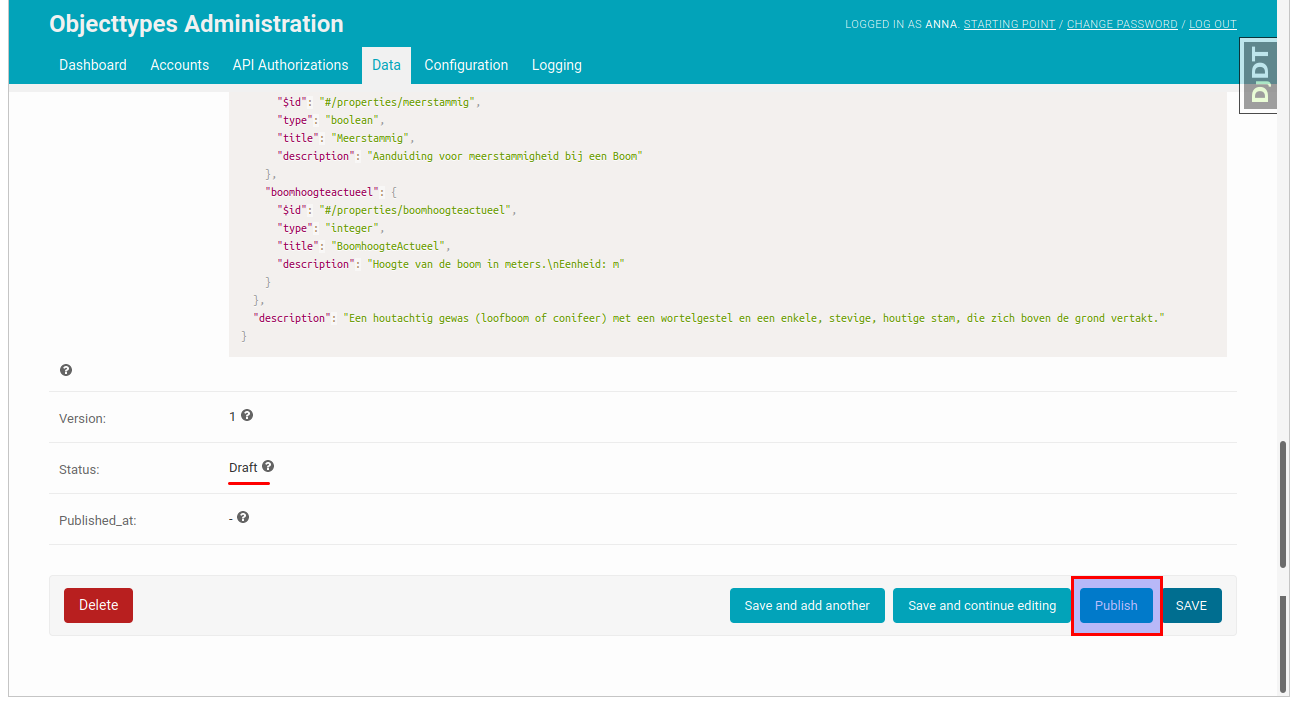 Objecttypes Administration
LOGGED IN AS ANNA. STARTING POINT / CHANGE PASSWORD / LOG OUT
DjDT
Dashboard Accounts API Authorizations Data Configuration Logging
"$id": "#/properties/meerstammig",
"type": "boolean",
"title": "Meerstammig",
"description": "Aanduiding voor meerstammigheid bij een Boom"
},
"boomhoogteactueel": {
"$id": "#/properties/boomhoogteactueel",
"type": "integer",
"title": "BoomhoogteActueel",
"description": "Hoogte van de boom in meters.\nEenheid: m"
}
},
"description": "Een houtachtig gewas (loofboom of conifeer) met een wortelgestel en een enkele, stevige, houtige stam, die zich boven de grond vertakt."
}
?
Version: 1 ?
Status: Draft ?
Published_at: - ?
Delete Save and add another Save and continue editing Publish SAVE